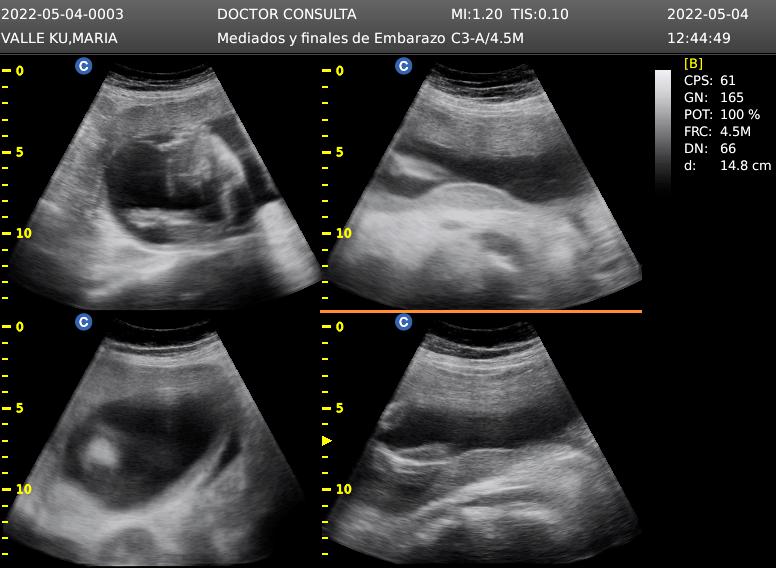 2022-05-04-0003 DOCTOR CONSULTA MI:1.20 TIS:0.10 2022-05-04
VALLE KU,MARIA Mediados y finales de Embarazo C3-A/4.5M 12:44:49
[B]
CPS: 61
GN: 165
POT: 100 %
FRC: 4.5M
DN: 66
d: 14.8 cm
C C
0 0
5 5
10 10
C C
0 0
5 5
10 10